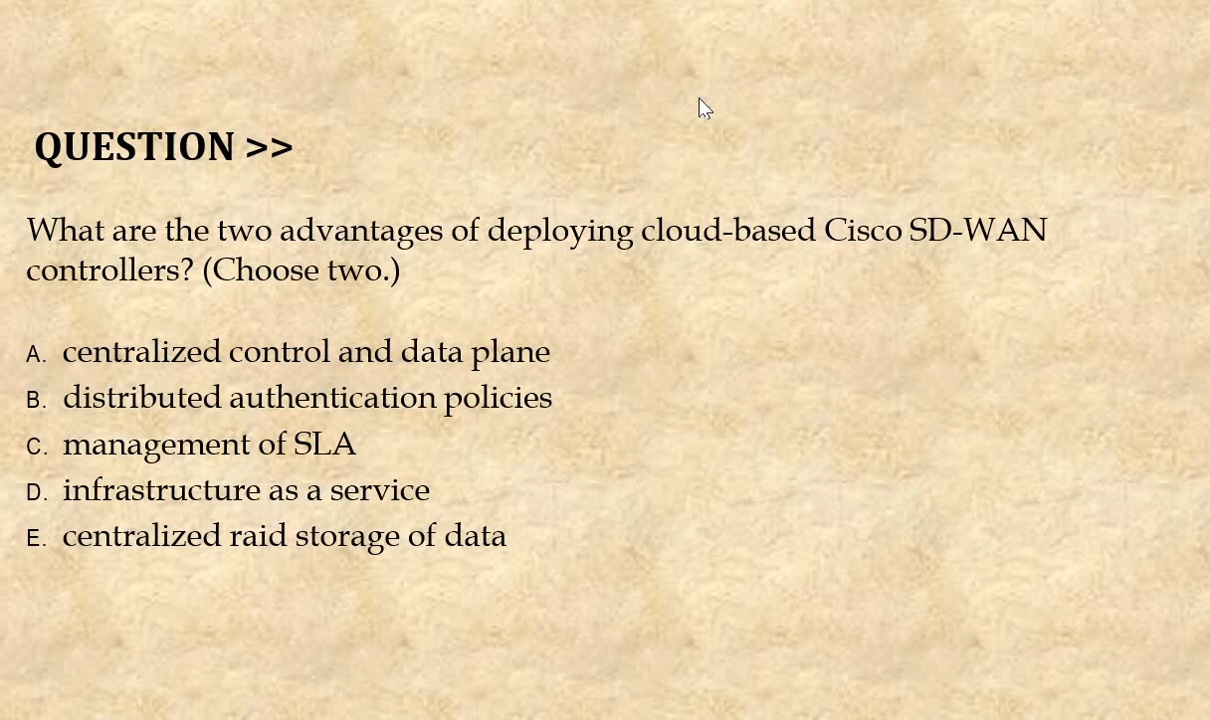 QUESTION >>
What are the two advantages of deploying cloud-based Cisco SD-WAN
controllers? (Choose two.)
A. centralized control and data plane
B. distributed authentication policies
C. management of SLA
D. infrastructure as a service
E. centralized raid storage of data